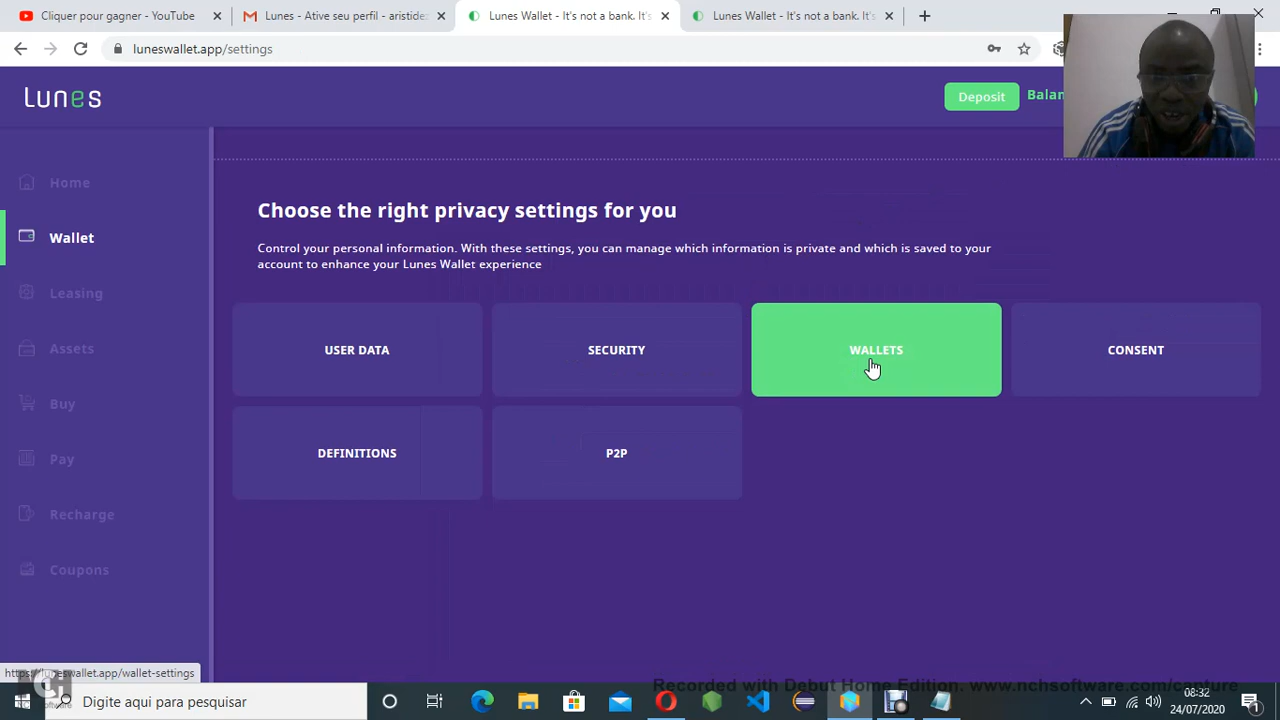 Cliquer pour gagner - YouTube
Lunes - Ative seu perfil - aristides
Lunes Wallet - It's not a bank. It's
Lunes Wallet - It's not a bank. It's
luneswallet.app/settings
Lunes
Deposit
Balan
Home
Wallet
Leasing
Assets
Buy
Pay
Recharge
Coupons
Choose the right privacy settings for you
Control your personal information. With these settings, you can manage which information is private and which is saved to your
account to enhance your Lunes Wallet experience
USER DATA
SECURITY
WALLETS
CONSENT
DEFINITIONS
P2P
https://luneswallet.app/wallet-settings
NCH
Digite aqui para pesquisar
Recorded with Debut Home Edition. www.nchsoftware.com/capture
08:32
24/07/2020